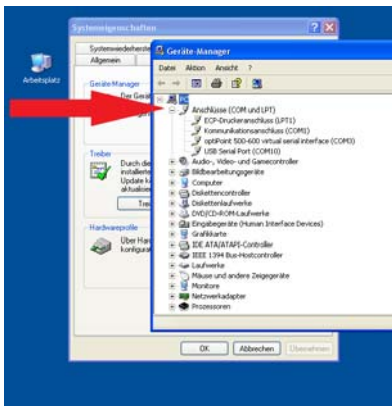 Systemeigenschaften
Systemwiederherste
Allgemein
Arbeitsplatz
Geräte-Manager
Der Gerät
Treiber
Durch die
installierte
Update k
aktualisie
Trei
Hardwareprofile
Über Har
konfigurat
OK
Abbrechen
Übernehmen
Geräte-Manager
Datei Aktion Ansicht ?
PC
Anschlüsse (COM und LPT)
ECP-Druckeranschluss (LPT1)
Kommunikationsanschluss (COM1)
optiPoint 500-600 virtual serial interface (COM3)
USB Serial Port (COM10)
Audio-, Video- und Gamecontroller
Bildbearbeitungsgeräte
Computer
Diskettencontroller
Diskettenlaufwerke
DVD/CD-ROM-Laufwerke
Eingabegeräte (Human Interface Devices)
Grafikkarte
IDE ATA/ATAPI-Controller
IEEE 1394 Bus-Hostcontroller
Laufwerke
Mäuse und andere Zeigegeräte
Monitore
Netzwerkadapter
Prozessoren